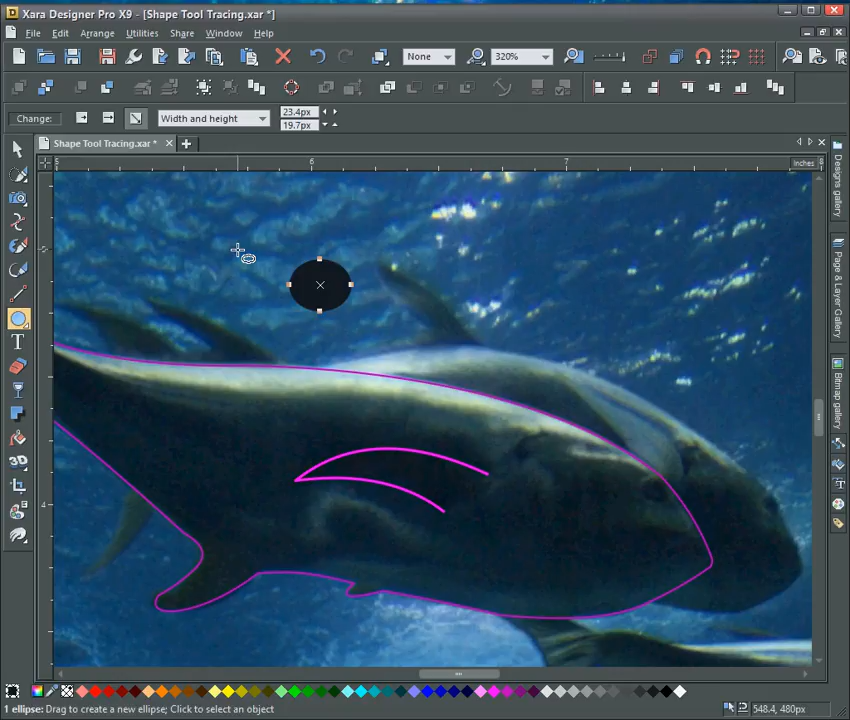 Xara Designer Pro X9 - [Shape Tool Tracing.xar *]
File Edit Arrange Utilities Share Window Help
None 320%
Change: Width and height 23.4px
19.7px
Shape Tool Tracing.xar *
5 6 7 inches
Designs gallery
Page & Layer Gallery
Bitmap gallery
4
T
3D
1 ellipse: Drag to create a new ellipse; Click to select an object 548.4, 480px